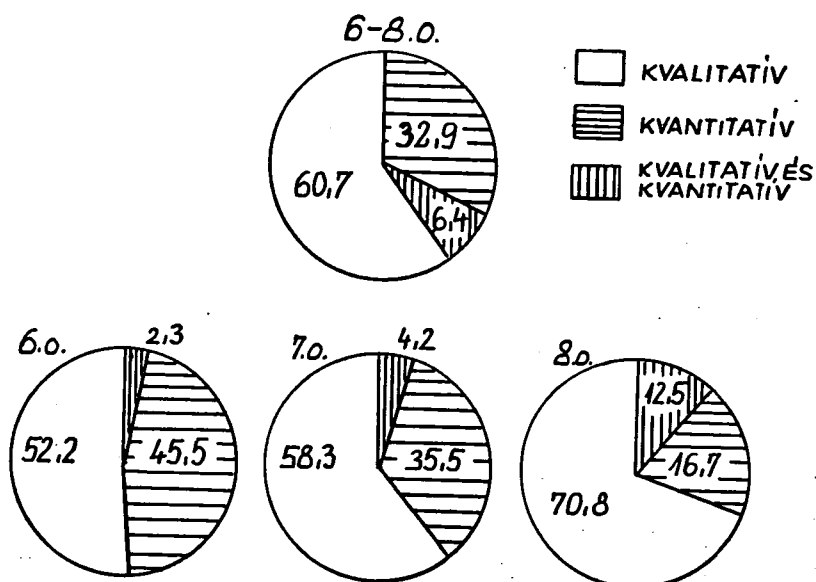 6-8.o.
32,9
60,7
6,4
KVALITATÍV
KVANTITATÍV
KVALITATÍV ÉS
KVANTITATÍV
6.o.
2,3
52,2
45,5
7.o.
4,2
58,3
35,5
8.o.
12,5
16,7
70,8